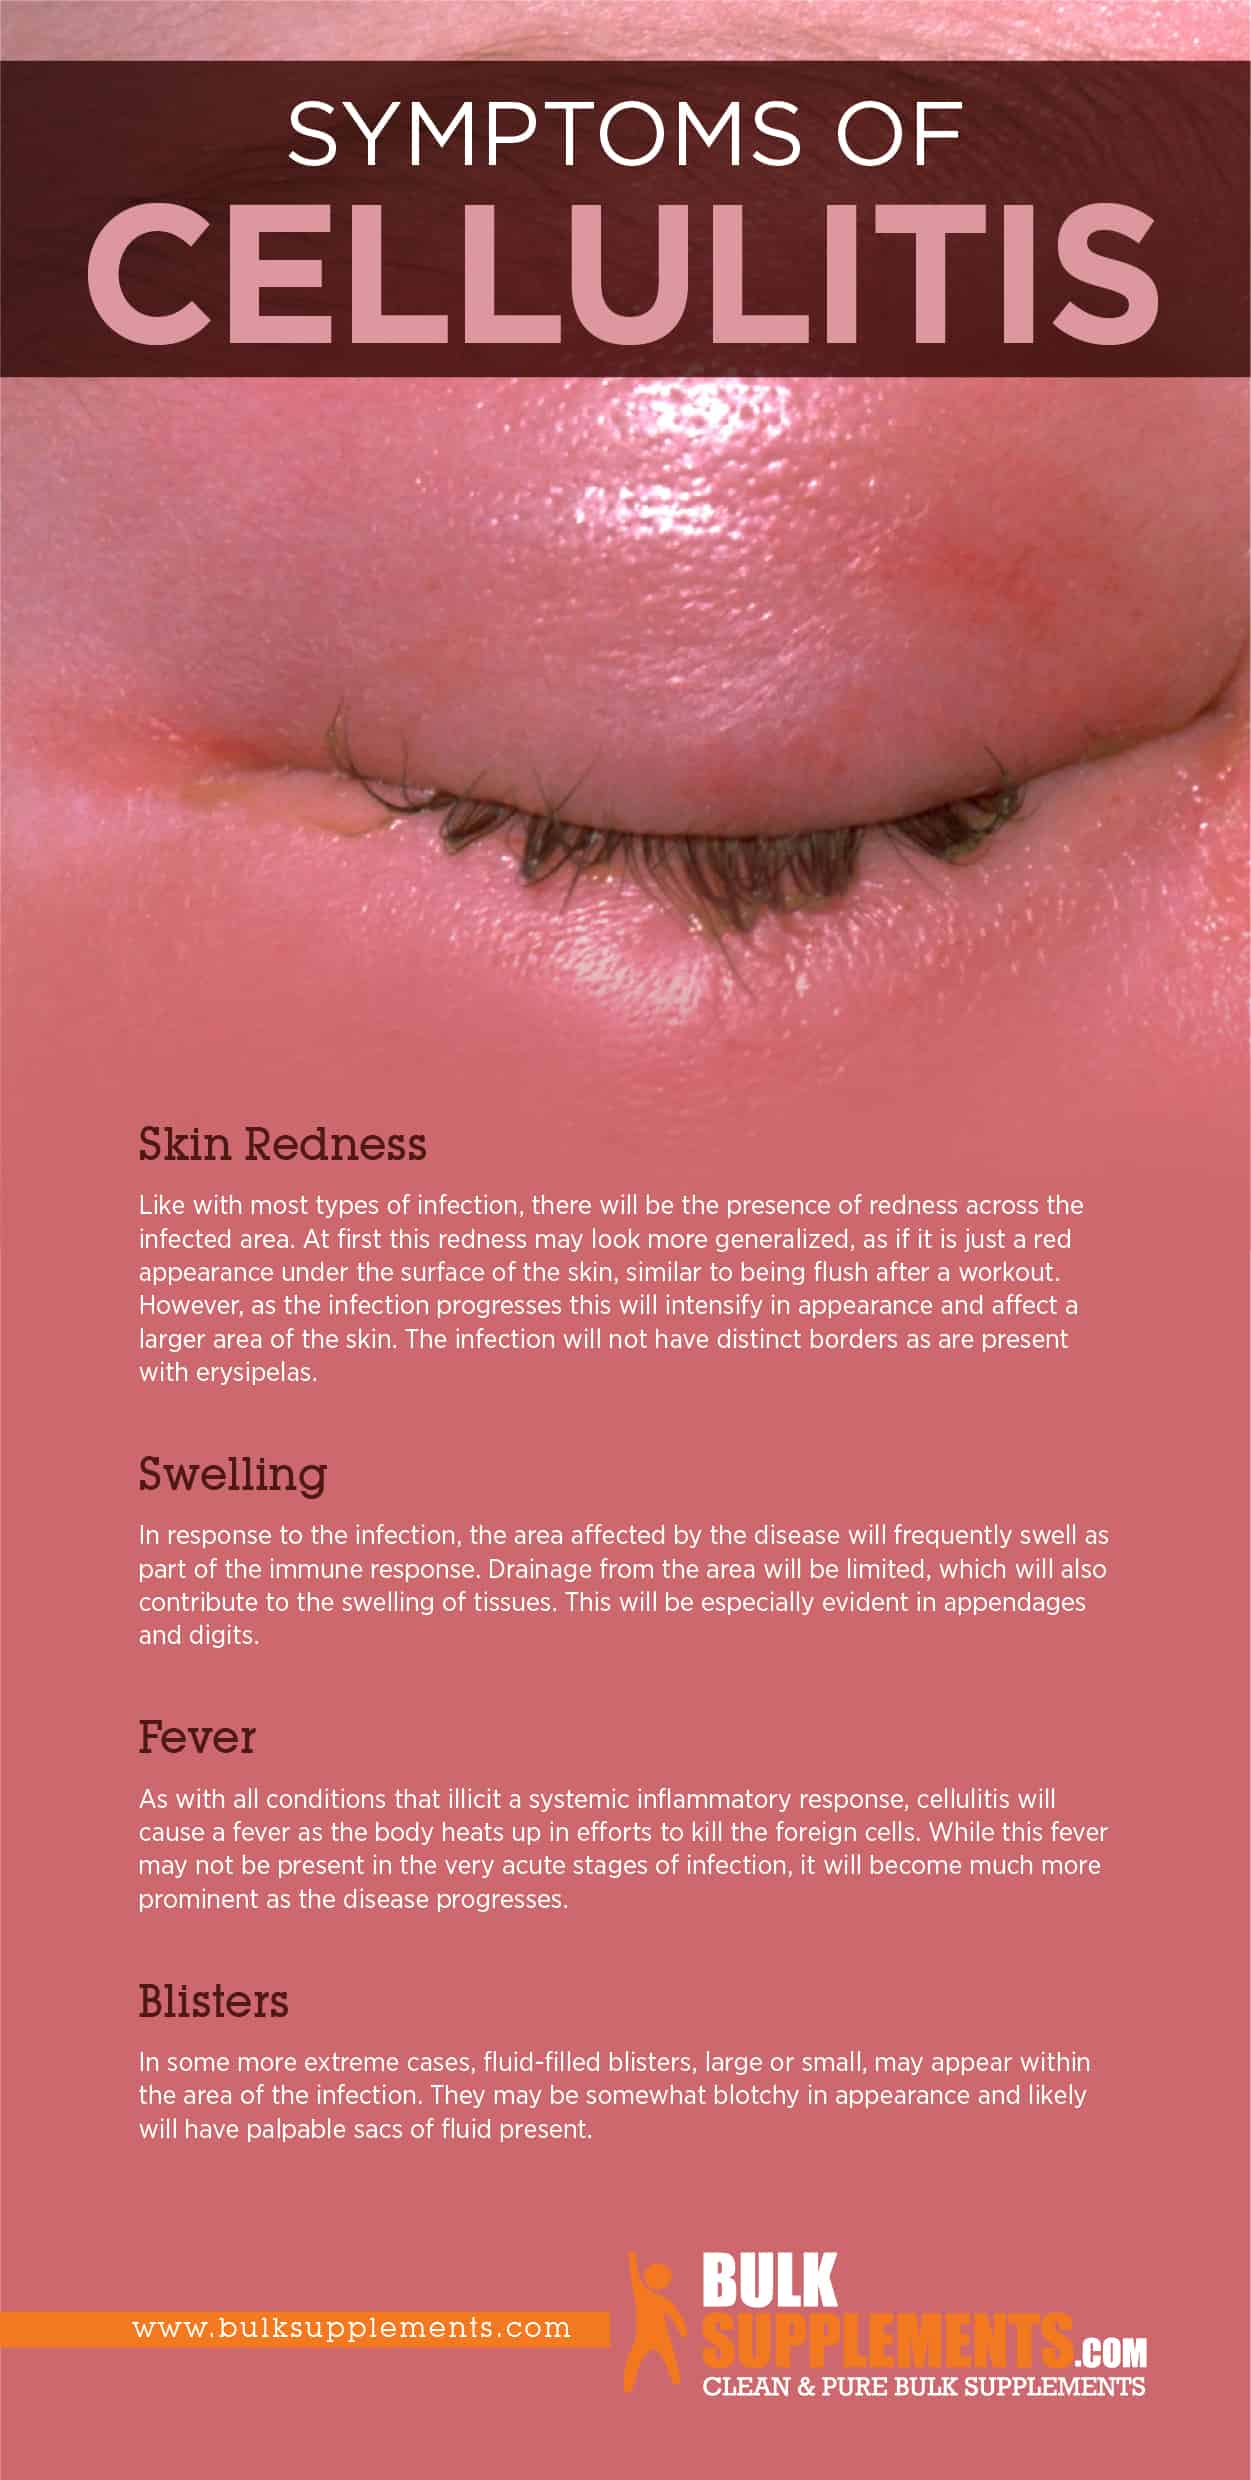 SYMPTOMS OF
CELLULITIS
Skin Redness
Like with most types of infection, there will be the presence of redness across the
infected area. At first this redness may look more generalized, as if it is just a red
appearance under the surface of the skin, similar to being flush after a workout.
However, as the infection progresses this will intensify in appearance and affect a
larger area of the skin. The infection will not have distinct borders as are present
with erysipelas.
Swelling
In response to the infection, the area affected by the disease will frequently swell as
part of the immune response. Drainage from the area will be limited, which will also
contribute to the swelling of tissues. This will be especially evident in appendages
and digits.
Fever
As with all conditions that illicit a systemic inflammatory response, cellulitis will
cause a fever as the body heats up in efforts to kill the foreign cells. While this fever
may not be present in the very acute stages of infection, it will become much more
prominent as the disease progresses.
Blisters
In some more extreme cases, fluid-filled blisters, large or small, may appear within
the area of the infection. They may be somewhat blotchy in appearance and likely
will have palpable sacs of fluid present.
www.bulksupplements.com
BULK
SUPPLEMENTS.COM
CLEAN & PURE BULK SUPPLEMENTS